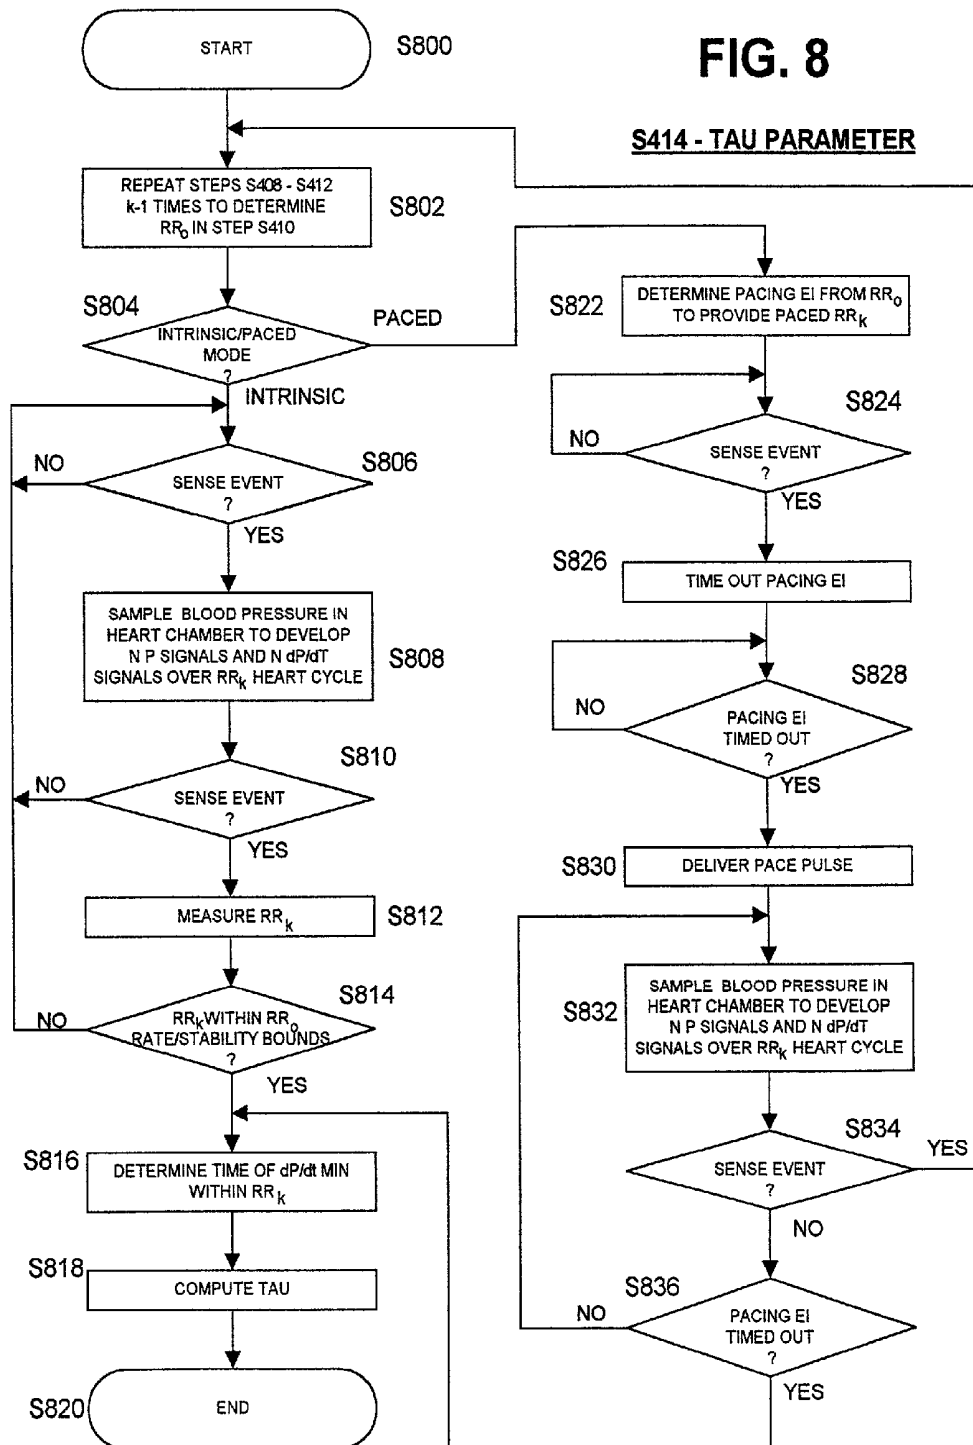 START
S800
FIG. 8
S414 - TAU PARAMETER
REPEAT STEPS S408 - S412
k-1 TIMES TO DETERMINE
RRo IN STEP S410
S802
S804
INTRINSIC/PACED
MODE
?
PACED
INTRINSIC
NO
SENSE EVENT
?
S806
YES
SAMPLE BLOOD PRESSURE IN
HEART CHAMBER TO DEVELOP
N P SIGNALS AND N dP/dT
SIGNALS OVER RRk HEART CYCLE
S808
S810
NO
SENSE EVENT
?
YES
MEASURE RRk
S812
S814
NO
RRk WITHIN RRo
RATE/STABILITY BOUNDS
?
YES
S816
DETERMINE TIME OF dP/dt MIN
WITHIN RRk
S818
COMPUTE TAU
S820
END
S822
DETERMINE PACING EI FROM RRo
TO PROVIDE PACED RRk
S824
NO
SENSE EVENT
?
YES
S826
TIME OUT PACING EI
S828
NO
PACING EI
TIMED OUT
?
YES
S830
DELIVER PACE PULSE
S832
SAMPLE BLOOD PRESSURE IN
HEART CHAMBER TO DEVELOP
N P SIGNALS AND N dP/dT
SIGNALS OVER RRk HEART CYCLE
S834
YES
SENSE EVENT
?
NO
S836
NO
PACING EI
TIMED OUT
?
YES